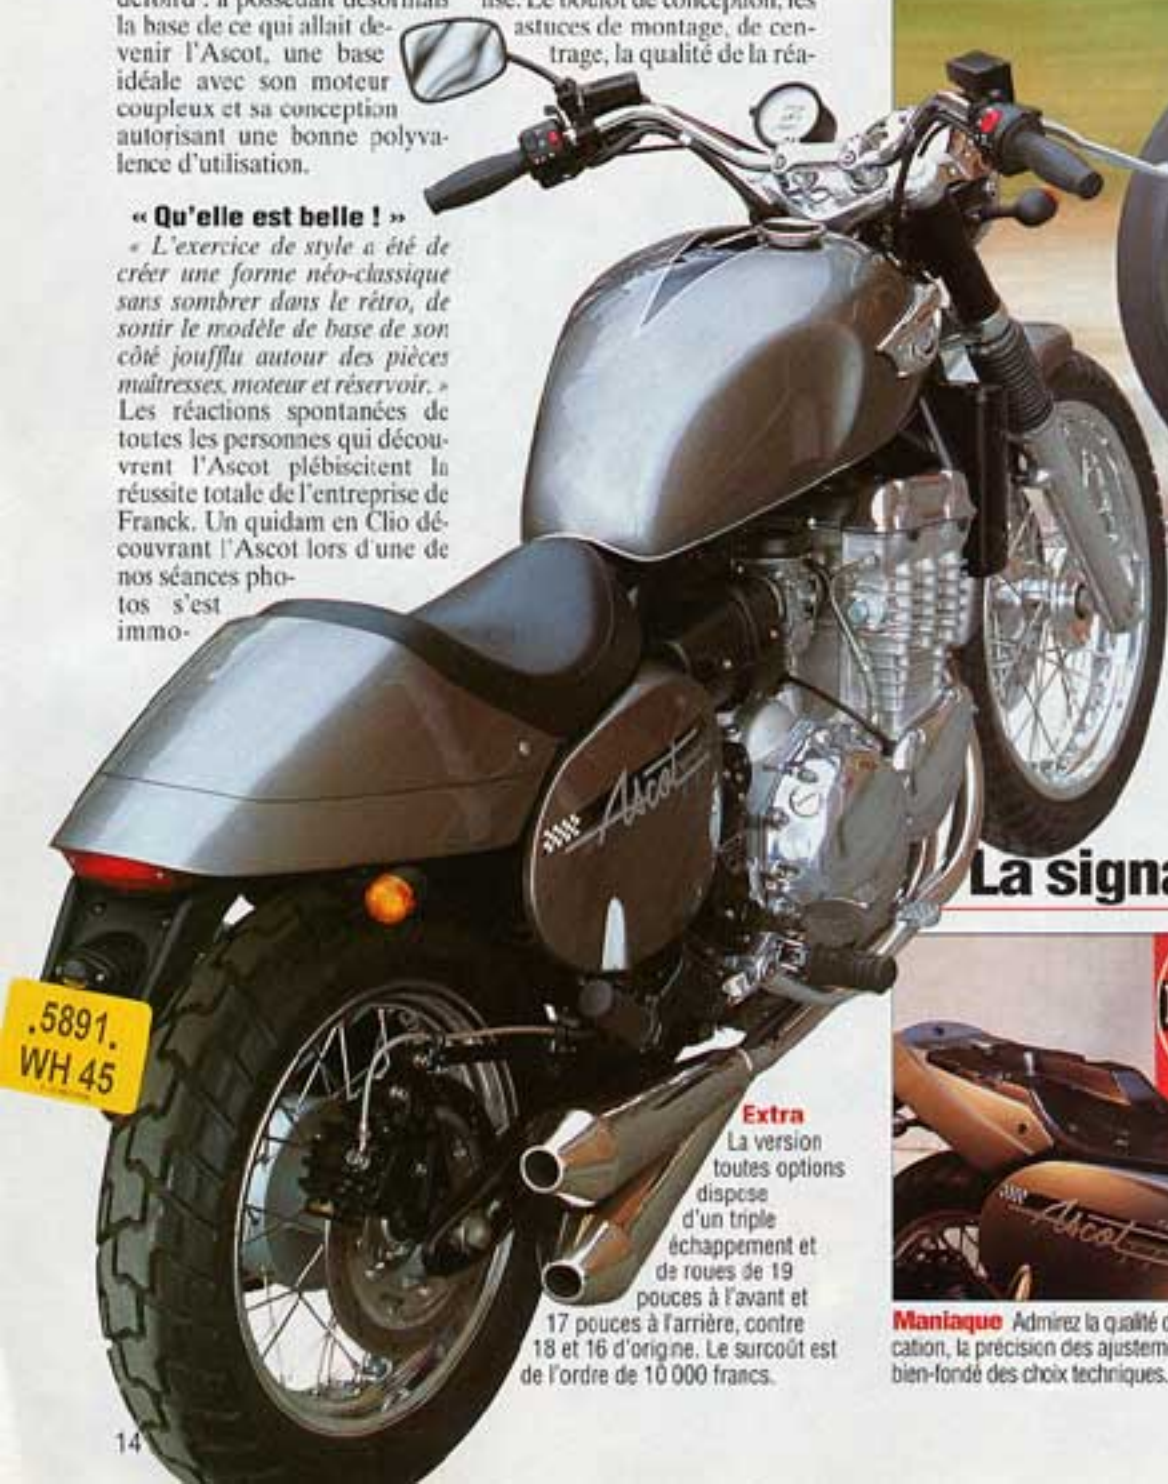 la base de ce qui allait de-
venir l'Ascot, une base
idéale avec son moteur
coupleux et sa conception
autorisant une bonne polyva-
lence d'utilisation.
« Qu'elle est belle ! »
« L'exercice de style a été de
créer une forme néo-classique
sans sombrer dans le rétro, de
sortir le modèle de base de son
côté joufflu autour des pièces
maîtresses, moteur et réservoir. »
Les réactions spontanées de
toutes les personnes qui décou-
vrent l'Ascot plébiscitent la
réussite totale de l'entreprise de
Franck. Un quidam en Clio dé-
couvrant l'Ascot lors d'une de
nos séances pho-
tos s'est
immo-
astuces de montage, de cen-
trage, la qualité de la réa-
Ascot
.5891.
WH 45
La signa
Extra
La version
toutes options
dispose
d'un triple
échappement et
de roues de 19
pouces à l'avant et
17 pouces à l'arrière, contre
18 et 16 d'origine. Le surcoût est
de l'ordre de 10 000 francs.
Ascot
Maniaque Admirez la qualité
cation, la précision des ajusteme
bien-fondé des choix techniques.
14